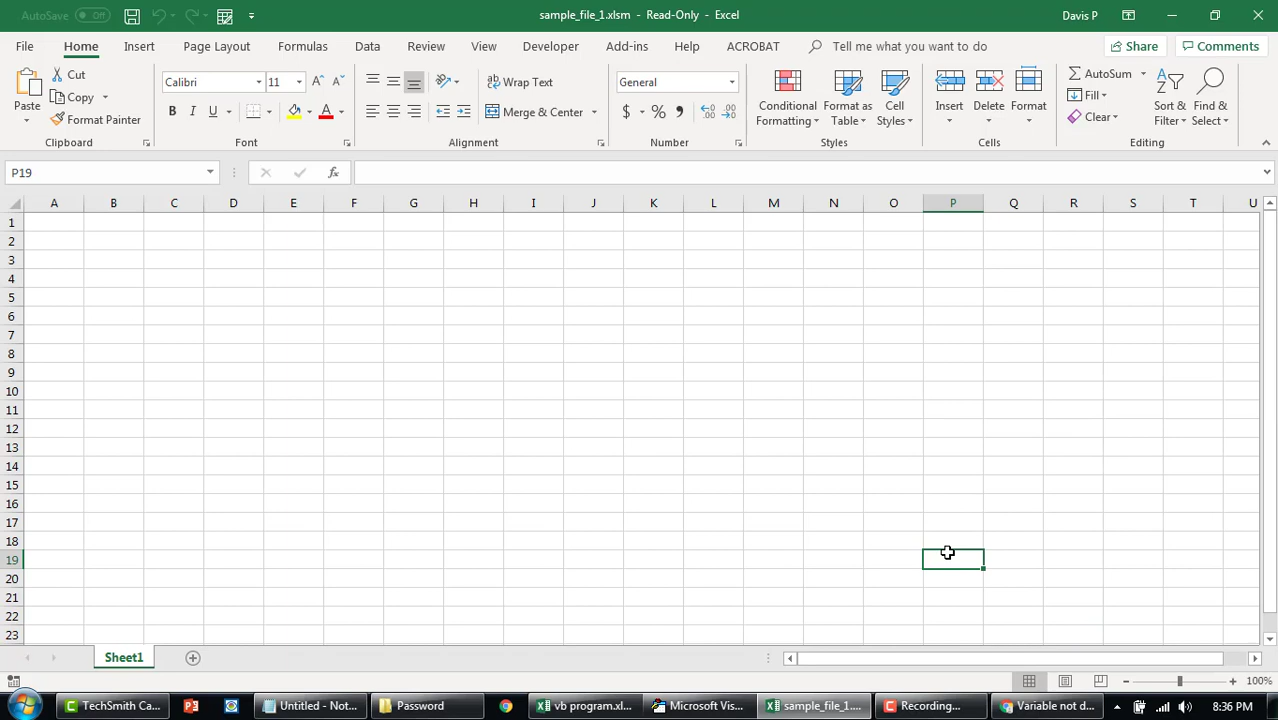 AutoSave Off sample_file_1.xlsm - Read-Only - Excel Davis P
File Home Insert Page Layout Formulas Data Review View Developer Add-ins Help ACROBAT Tell me what you want to do Share Comments
Paste Cut Copy Format Painter
Calibri 11 B I U A
Wrap Text Merge & Center
General $ % ,
Conditional Formatting Format as Table Cell Styles
Insert Delete Format
AutoSum Fill Clear Sort & Filter Find & Select
Clipboard Font Alignment Number Styles Cells Editing
P19 fx
A B C D E F G H I J K L M N O P Q R S T U
1
2
3
4
5
6
7
8
9
10
11
12
13
14
15
16
17
18
19
20
21
22
23
Sheet1
100%
TechSmith Ca... Untitled - Not... Password vb program.xl... Microsoft Vis... sample_file_1.... Recording... Variable not d... 8:36 PM